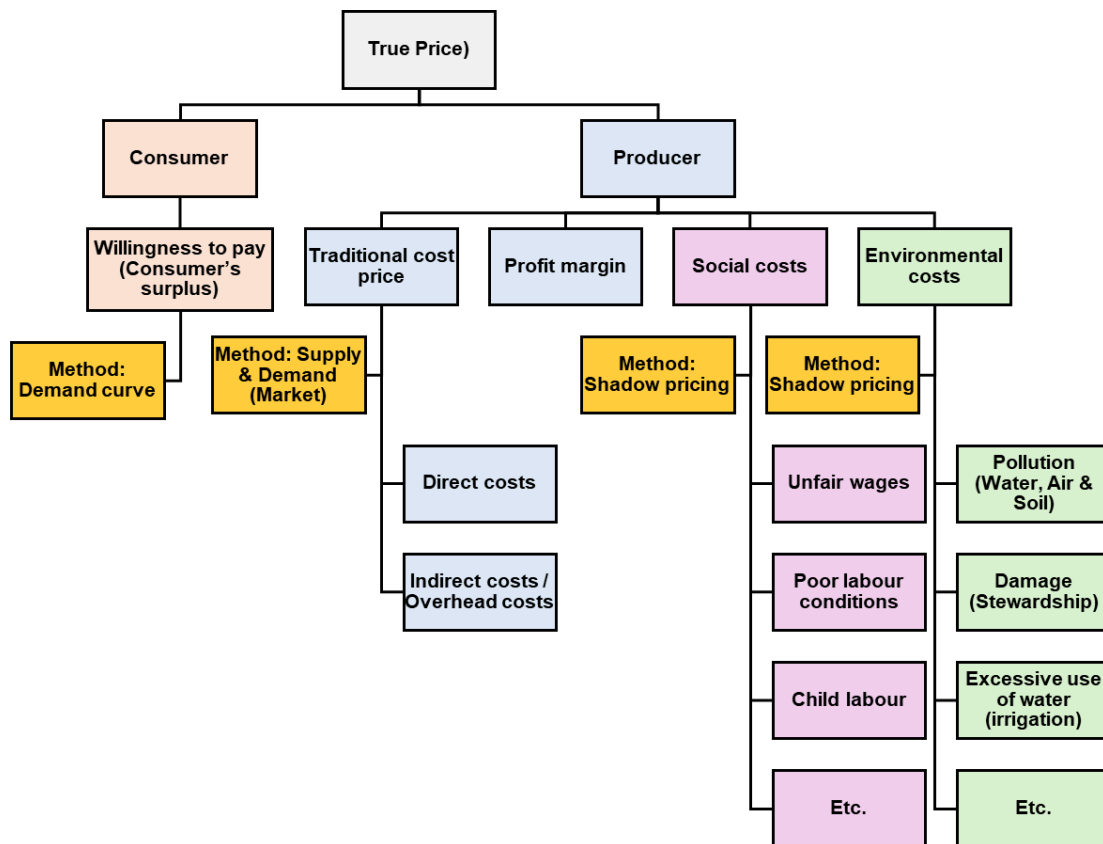 True Price)
Consumer
Producer
Willingness to pay
(Consumer's
surplus)
Traditional cost
price
Profit margin
Social costs
Environmental
costs
Method:
Demand curve
Method: Supply
& Demand
(Market)
Method:
Shadow pricing
Method:
Shadow pricing
Direct costs
Unfair wages
Pollution
(Water, Air &
Soil)
Indirect costs /
Overhead costs
Poor labour
conditions
Damage
(Stewardship)
Child labour
Excessive use
of water
(irrigation)
Etc.
Etc.